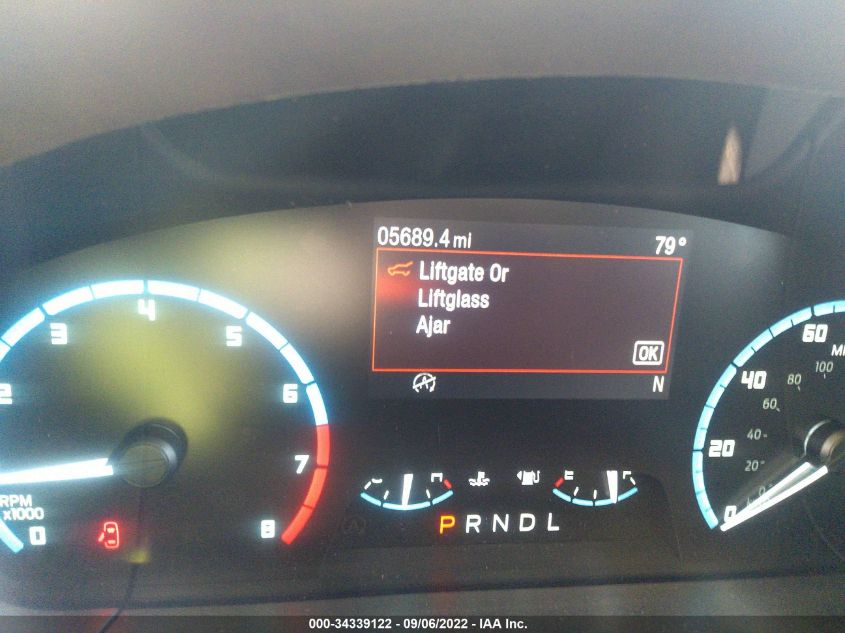 05689.4 mi 79°
Liftgate Or
Liftglass
Ajar
OK
N
2 3 4 5 6 7 8
RPM
x1000
0
P R N D L
0 20 40 60
20 40 60 80 100
000-34339122 - 09/06/2022 - IAA Inc.